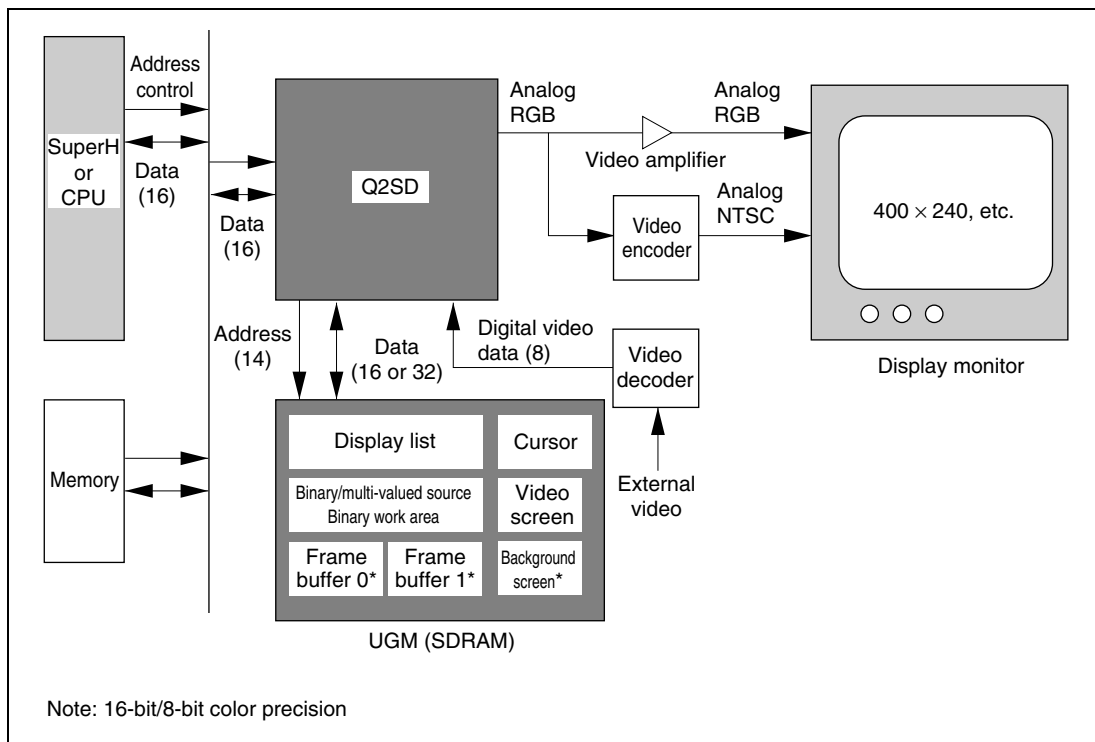 Address
control
SuperH
or
CPU
Data
(16)
Data
(16)
Q2SD
Analog
RGB
Video amplifier
Analog
RGB
Video
encoder
Analog
NTSC
400 × 240, etc.
Display monitor
Address
(14)
Data
(16 or 32)
Digital video
data (8)
Video
decoder
External
video
Memory
Display list
Cursor
Binary/multi-valued source
Binary work area
Video
screen
Frame
buffer 0*
Frame
buffer 1*
Background
screen*
UGM (SDRAM)
Note: 16-bit/8-bit color precision